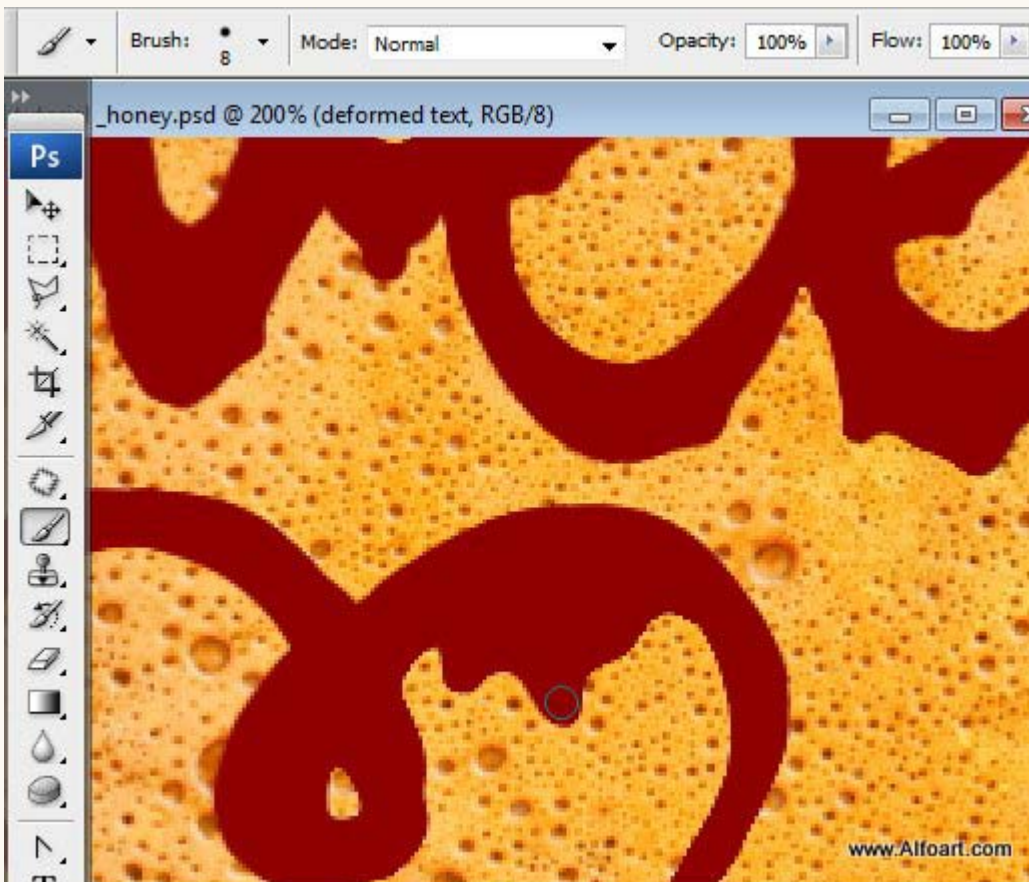 Brush: 8 Mode: Normal Opacity: 100% Flow: 100%
_honey.psd @ 200% (deformed text, RGB/8)
Ps
T
www.Alfoart.com